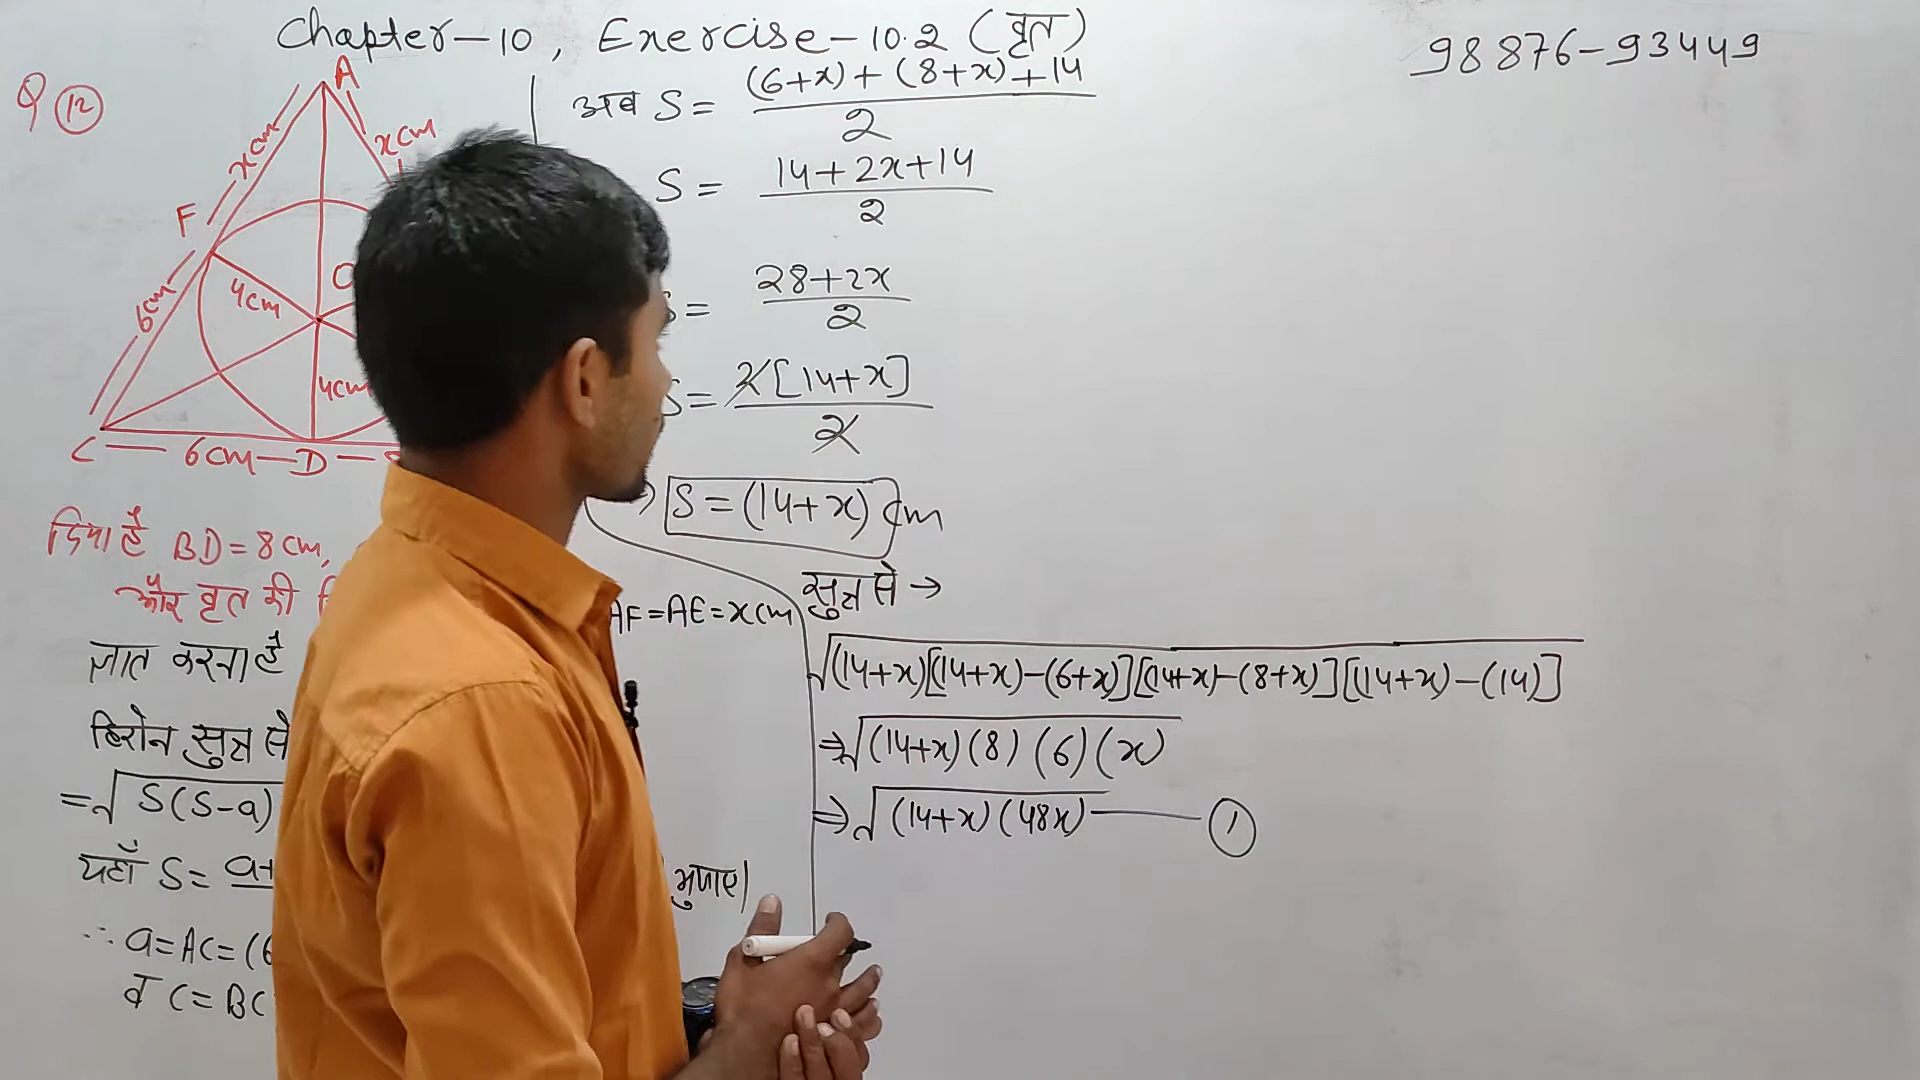 Chapter-10, Exercise-10.2 (वृत)
98876-93449
Q 12
A
x cm
x cm
F
6cm
4cm
O
4cm
C
6cm
D
दिया है BD = 8 cm,
और वृत की
ज्ञात करना है
हिरोन सुत्र से
= √S(S-a)
यहाँ S =
भुजाए।
∴ a = AC = (6
व C = BC
AF = AE = x cm
अब S = (6+x) + (8+x) + 14 / 2
S = 14+2x+14 / 2
S = 28+2x / 2
S = 2[14+x] / 2
S = (14+x) cm
सुत्र से →
√(14+x)[(14+x)-(6+x)][(14+x)-(8+x)][(14+x)-(14)]
⇒ √(14+x)(8)(6)(x)
⇒ √(14+x)(48x) — 1